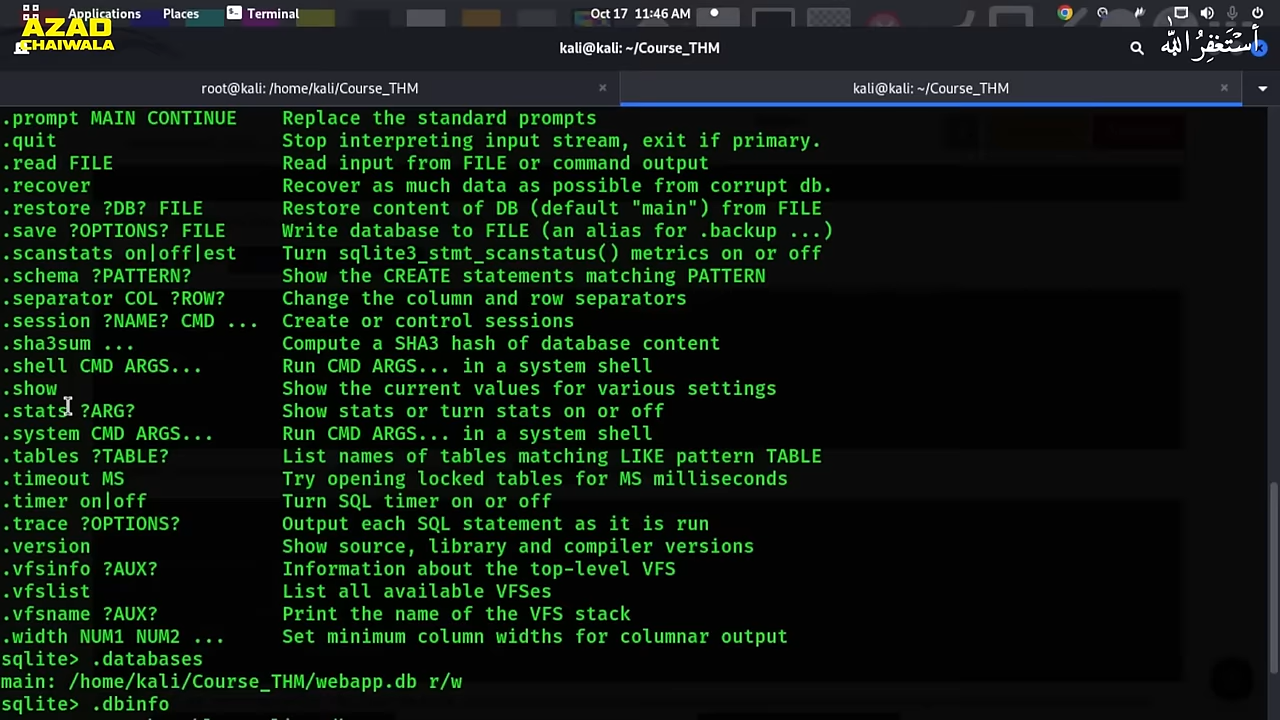 Applications Places Terminal Oct 17 11:46 AM
AZAD
CHAIWALA
kali@kali: ~/Course_THM
أستغفر الله
root@kali: /home/kali/Course_THM × kali@kali: ~/Course_THM ×
.prompt MAIN CONTINUE Replace the standard prompts
.quit Stop interpreting input stream, exit if primary.
.read FILE Read input from FILE or command output
.recover Recover as much data as possible from corrupt db.
.restore ?DB? FILE Restore content of DB (default "main") from FILE
.save ?OPTIONS? FILE Write database to FILE (an alias for .backup ...)
.scanstats on|off|est Turn sqlite3_stmt_scanstatus() metrics on or off
.schema ?PATTERN? Show the CREATE statements matching PATTERN
.separator COL ?ROW? Change the column and row separators
.session ?NAME? CMD ... Create or control sessions
.sha3sum ... Compute a SHA3 hash of database content
.shell CMD ARGS... Run CMD ARGS... in a system shell
.show Show the current values for various settings
.stats ?ARG? Show stats or turn stats on or off
.system CMD ARGS... Run CMD ARGS... in a system shell
.tables ?TABLE? List names of tables matching LIKE pattern TABLE
.timeout MS Try opening locked tables for MS milliseconds
.timer on|off Turn SQL timer on or off
.trace ?OPTIONS? Output each SQL statement as it is run
.version Show source, library and compiler versions
.vfsinfo ?AUX? Information about the top-level VFS
.vfslist List all available VFSes
.vfsname ?AUX? Print the name of the VFS stack
.width NUM1 NUM2 ... Set minimum column widths for columnar output
sqlite> .databases
main: /home/kali/Course_THM/webapp.db r/w
sqlite> .dbinfo